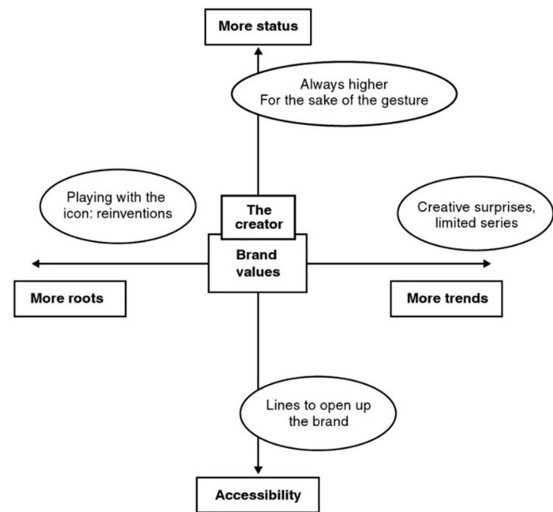 More status
Always higher
For the sake of the gesture
Playing with the
icon: reinventions
The
creator
Creative surprises,
limited series
Brand
values
More roots
More trends
Lines to open up
the brand
Accessibility